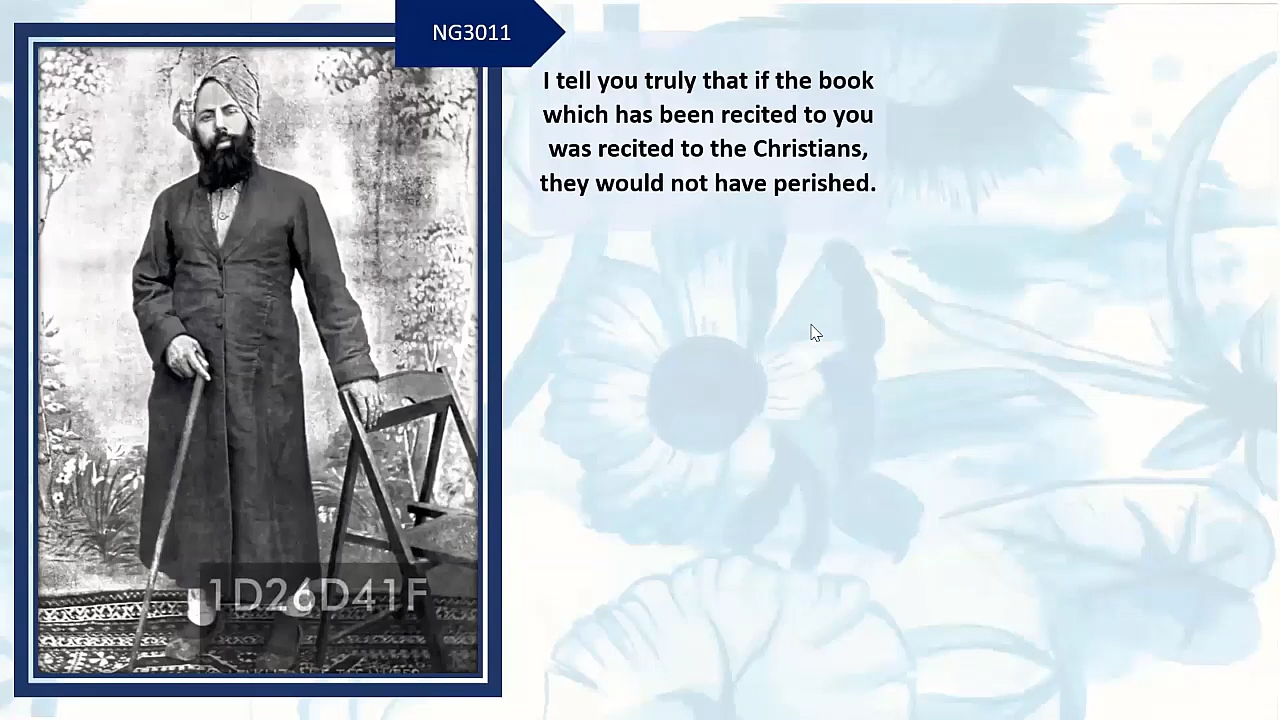 NG3011
I tell you truly that if the book
which has been recited to you
was recited to the Christians,
they would not have perished.
1D26D41F